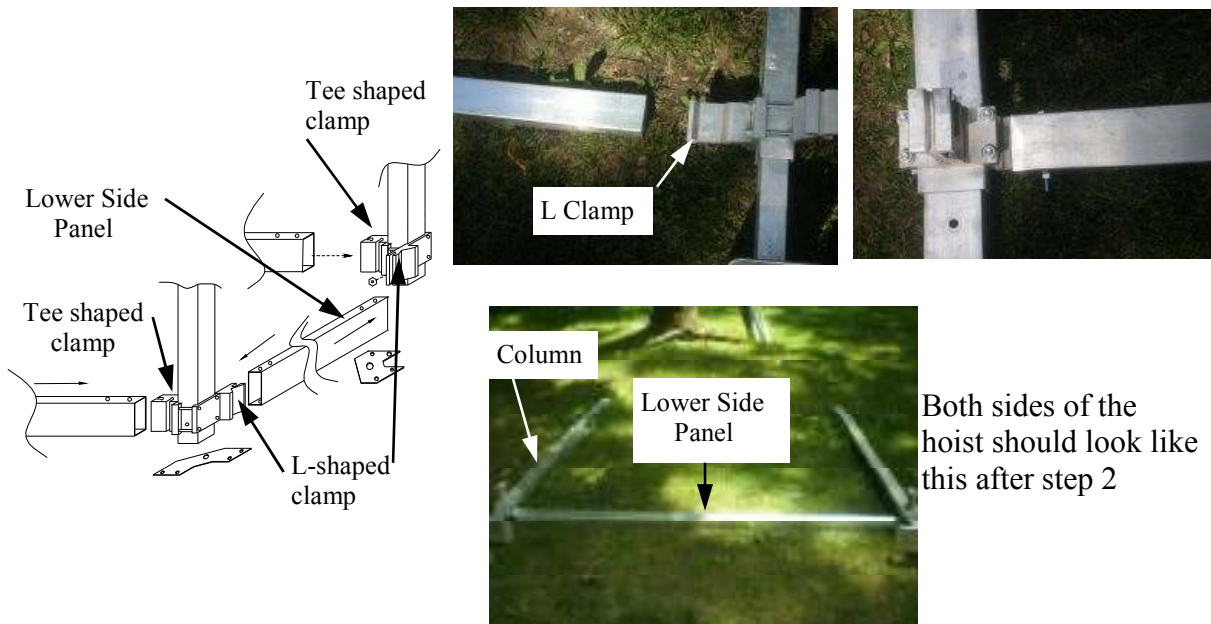 Tee shaped
clamp
Lower Side
Panel
Tee shaped
clamp
L-shaped
clamp
L Clamp
Column
Lower Side
Panel
Both sides of the
hoist should look like
this after step 2